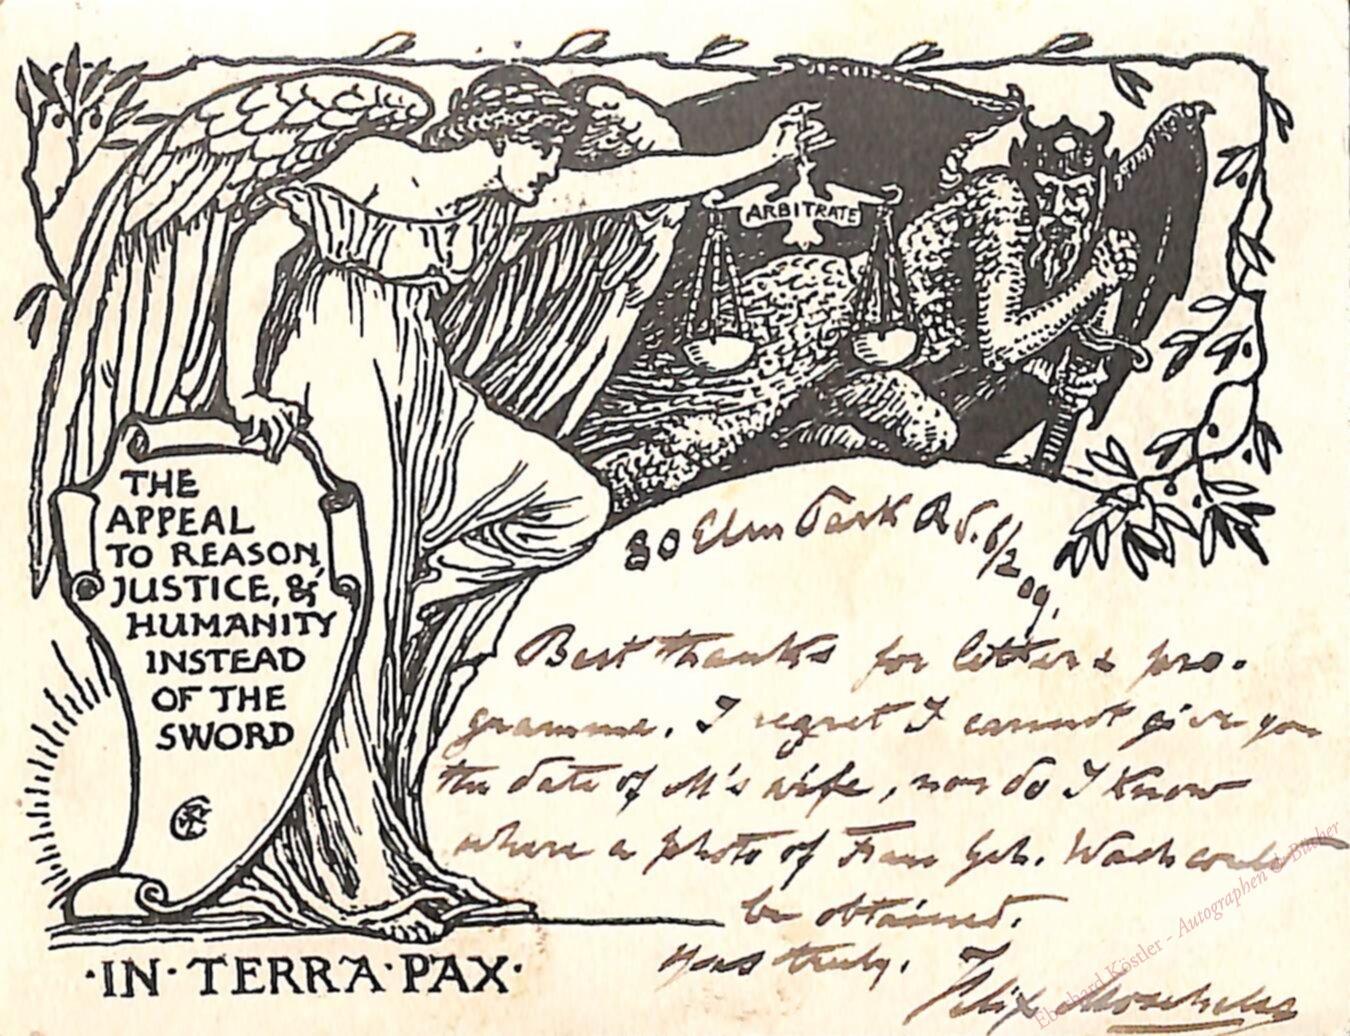 ARBITRATE
THE
APPEAL
TO REASON,
JUSTICE, &
HUMANITY
INSTEAD
OF THE
SWORD
·IN·TERRA·PAX·
80 Elm Park Rd. 6/2
09.
Best thanks for letter & pro-
gramme. I regret I cannot give you
the date of M's wife, nor do I know
where a photo of Frau Geh. Wach could
be obtained.
Yours truly,
Felix Moscheles
Eberhard Köstler - Autographen & Bücher